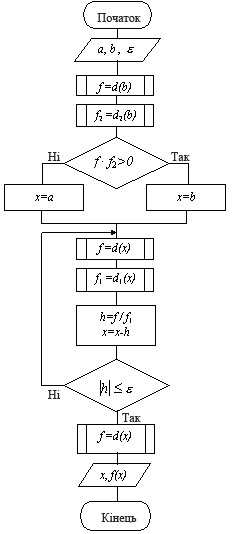 Початок
a, b , ε
f =d(b)
f₂ =d₂(b)
Ні
f · f₂>0
Так
x=a
x=b
f=d(x)
f₁ =d₁(x)
h=f / f₁
x=x-h
|h| ≤ ε
Ні
Так
f=d(x)
x, f(x)
Кінець